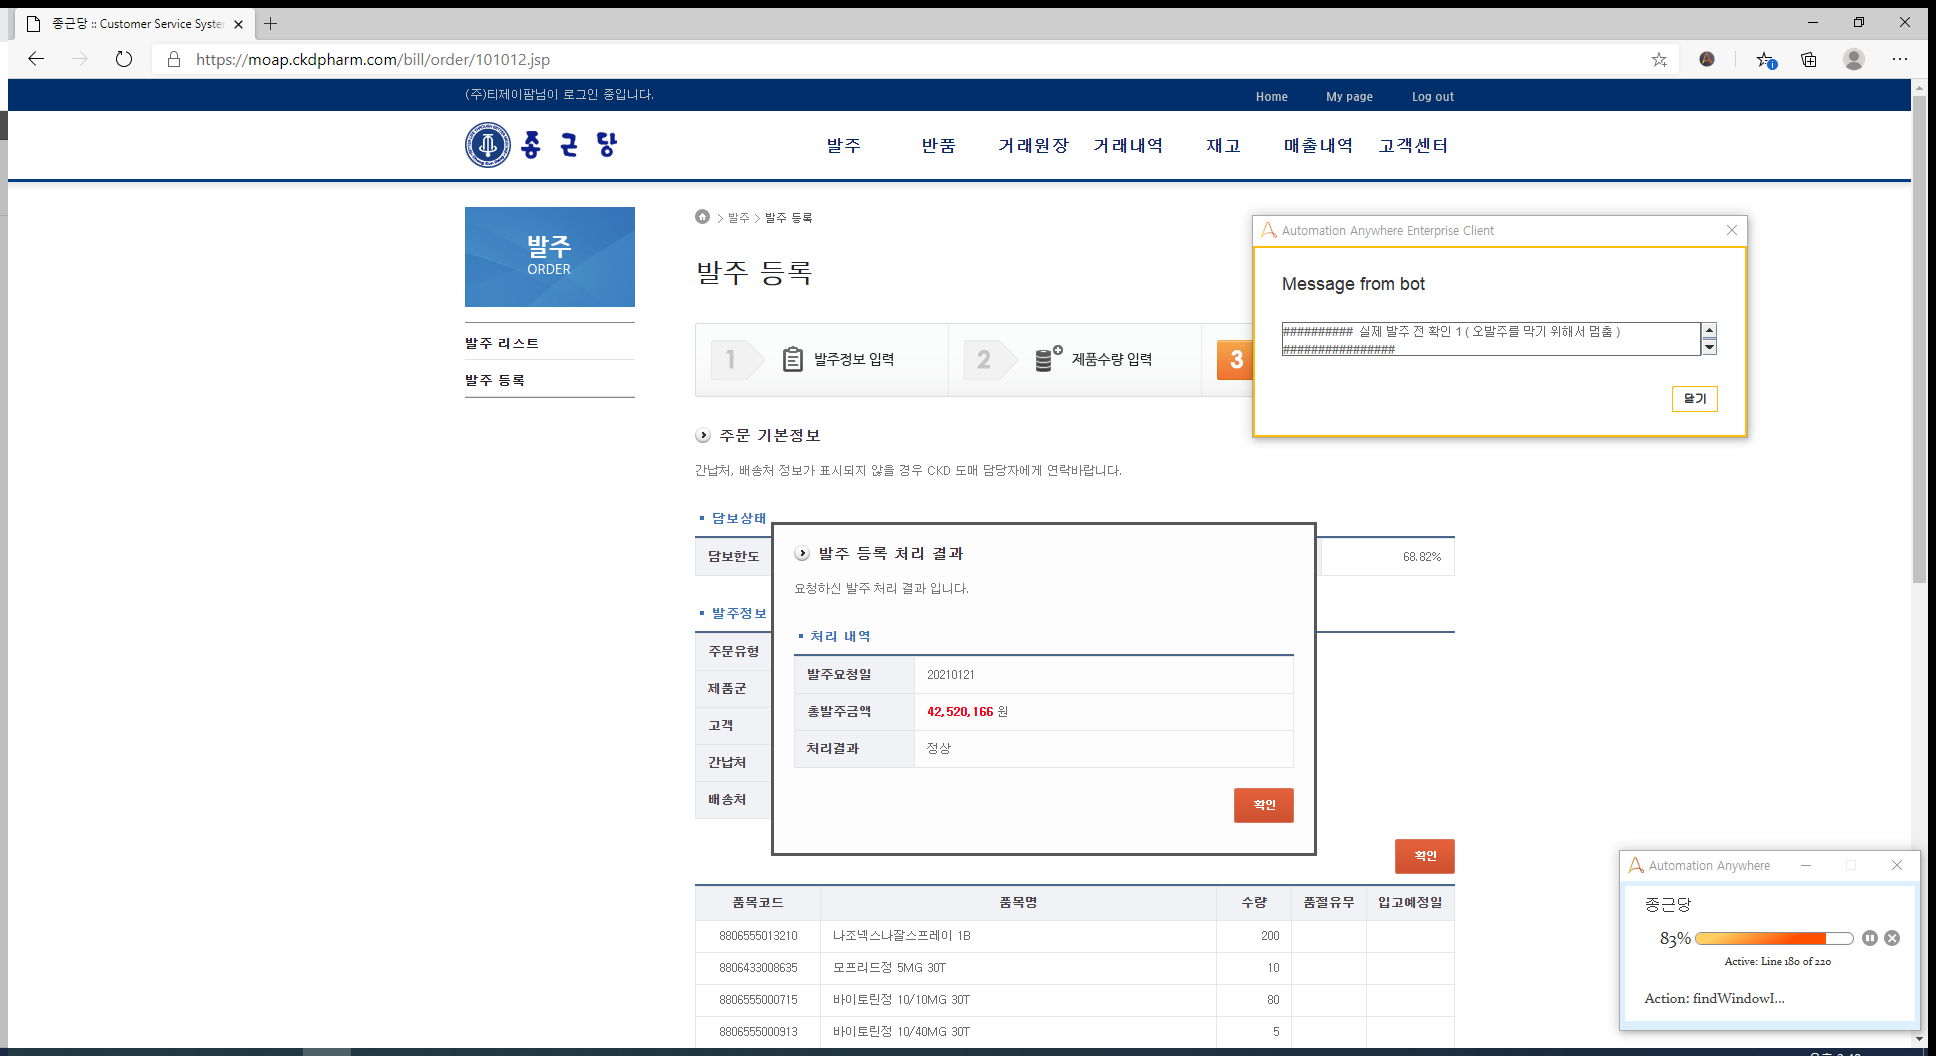 종근당 :: Customer Service Syste
https://moap.ckdpharm.com/bill/order/101012.jsp
(주)티제이팜님이 로그인 중입니다.
Home
My page
Log out
종근당
발주
반품
거래원장
거래내역
재고
매출내역
고객센터
발주
ORDER
발주 리스트
발주 등록
> 발주 > 발주 등록
발주 등록
1 발주정보 입력
2 제품수량 입력
3
주문 기본정보
간납처, 배송처 정보가 표시되지 않을 경우 CKD 도매 담당자에게 연락바랍니다.
담보상태
담보한도
68.82%
발주정보
주문유형
제품군
고객
간납처
배송처
발주 등록 처리 결과
요청하신 발주 처리 결과 입니다.
처리 내역
발주요청일 20210121
총발주금액 42,520,166 원
처리결과 정상
확인
확인
품목코드 품목명 수량 품절유무 입고예정일
8806555013210 나조넥스나잘스프레이 1B 200
8806433008635 모프리드정 5MG 30T 10
8806555000715 바이토린정 10/10MG 30T 80
8806555000913 바이토린정 10/40MG 30T 5
Automation Anywhere Enterprise Client
Message from bot
########## 실제 발주 전 확인 1 ( 오발주를 막기 위해서 멈춤 )
################
닫기
Automation Anywhere
종근당
83%
Active: Line 180 of 220
Action: findWindowI...